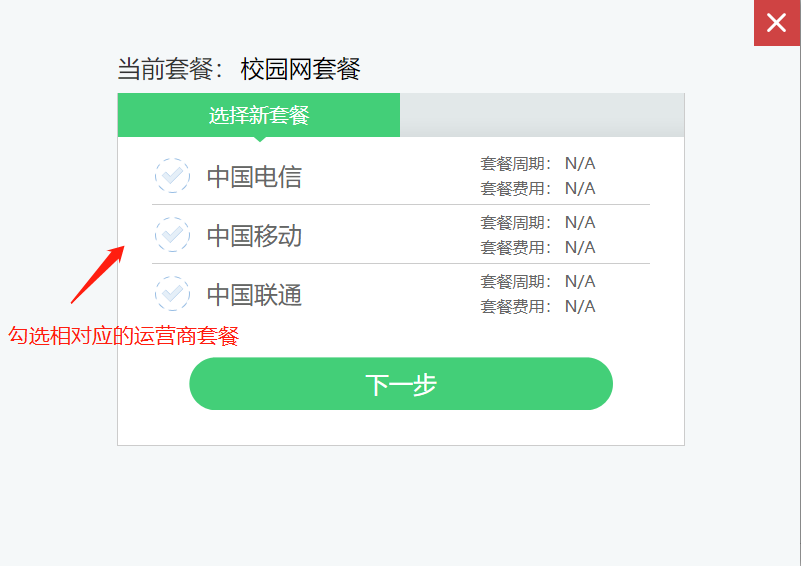 当前套餐： 校园网套餐
选择新套餐
中国电信
套餐周期： N/A
套餐费用： N/A
中国移动
套餐周期： N/A
套餐费用： N/A
中国联通
套餐周期： N/A
套餐费用： N/A
勾选相对应的运营商套餐
下一步